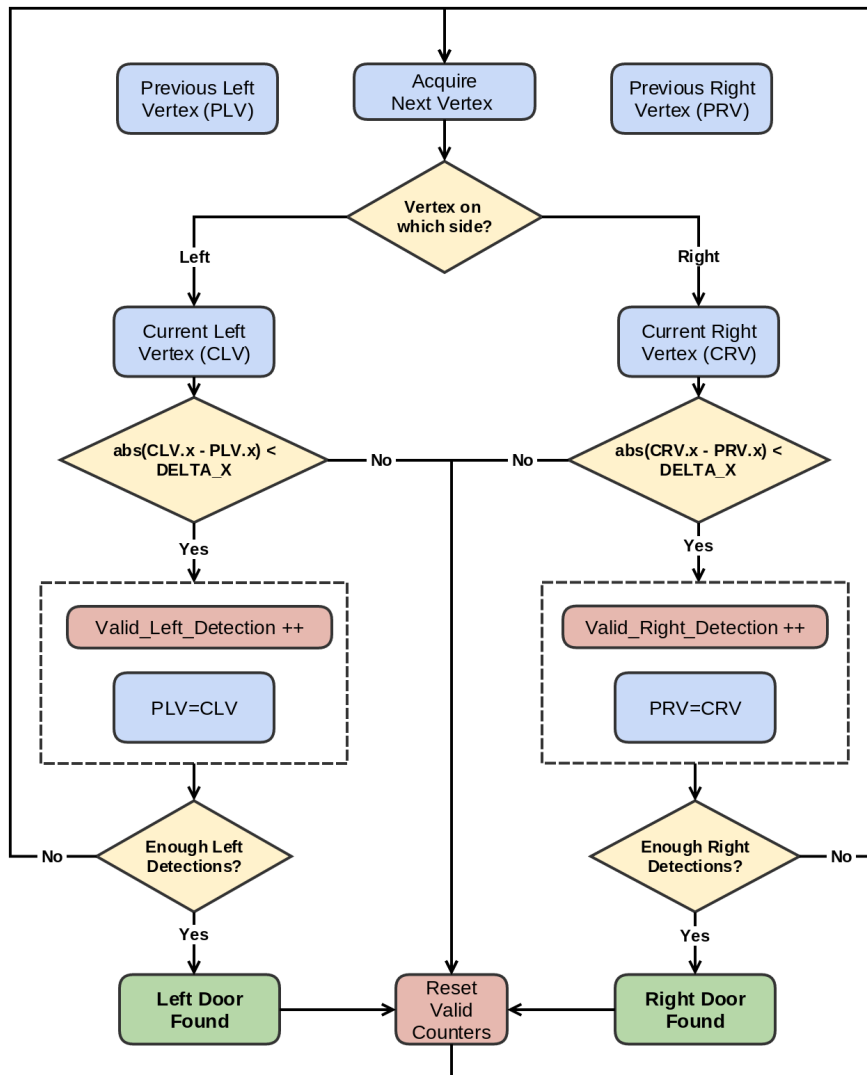 Previous Left
Vertex (PLV)
Acquire
Next Vertex
Previous Right
Vertex (PRV)
Vertex on
which side?
Left
Right
Current Left
Vertex (CLV)
Current Right
Vertex (CRV)
abs(CLV.x - PLV.x) <
DELTA_X
No
No
abs(CRV.x - PRV.x) <
DELTA_X
Yes
Yes
Valid_Left_Detection ++
Valid_Right_Detection ++
PLV=CLV
PRV=CRV
No
Enough Left
Detections?
Enough Right
Detections?
No
Yes
Yes
Left Door
Found
Reset
Valid
Counters
Right Door
Found